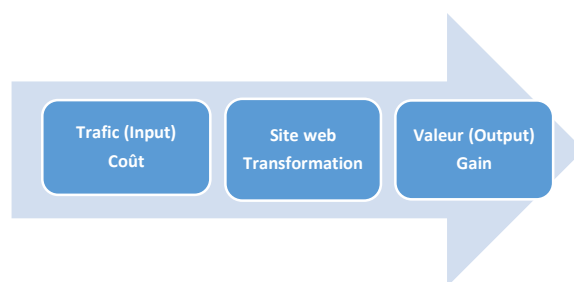 Trafic (Input)
Coût
Site web
Transformation
Valeur (Output)
Gain